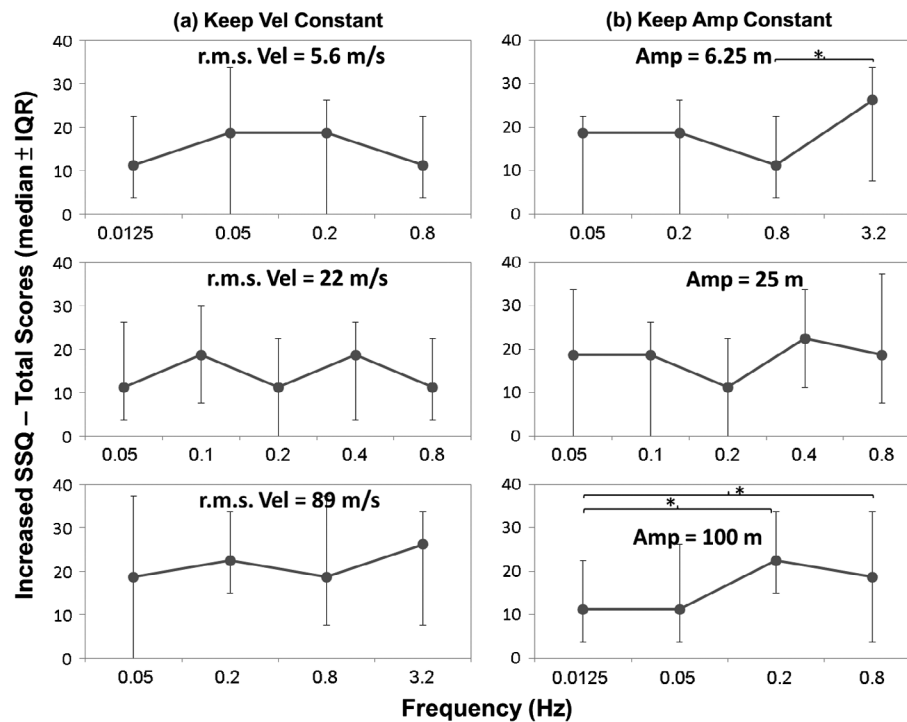 (a) Keep Vel Constant
(b) Keep Amp Constant
Increased SSQ – Total Scores (median ± IQR)
r.m.s. Vel = 5.6 m/s
40
30
20
10
0
0.0125 0.05 0.2 0.8
Amp = 6.25 m
*
40
30
20
10
0
0.05 0.2 0.8 3.2
r.m.s. Vel = 22 m/s
40
30
20
10
0
0.05 0.1 0.2 0.4 0.8
Amp = 25 m
40
30
20
10
0
0.05 0.1 0.2 0.4 0.8
r.m.s. Vel = 89 m/s
40
30
20
10
0
0.05 0.2 0.8 3.2
*
*
Amp = 100 m
40
30
20
10
0
0.0125 0.05 0.2 0.8
Frequency (Hz)